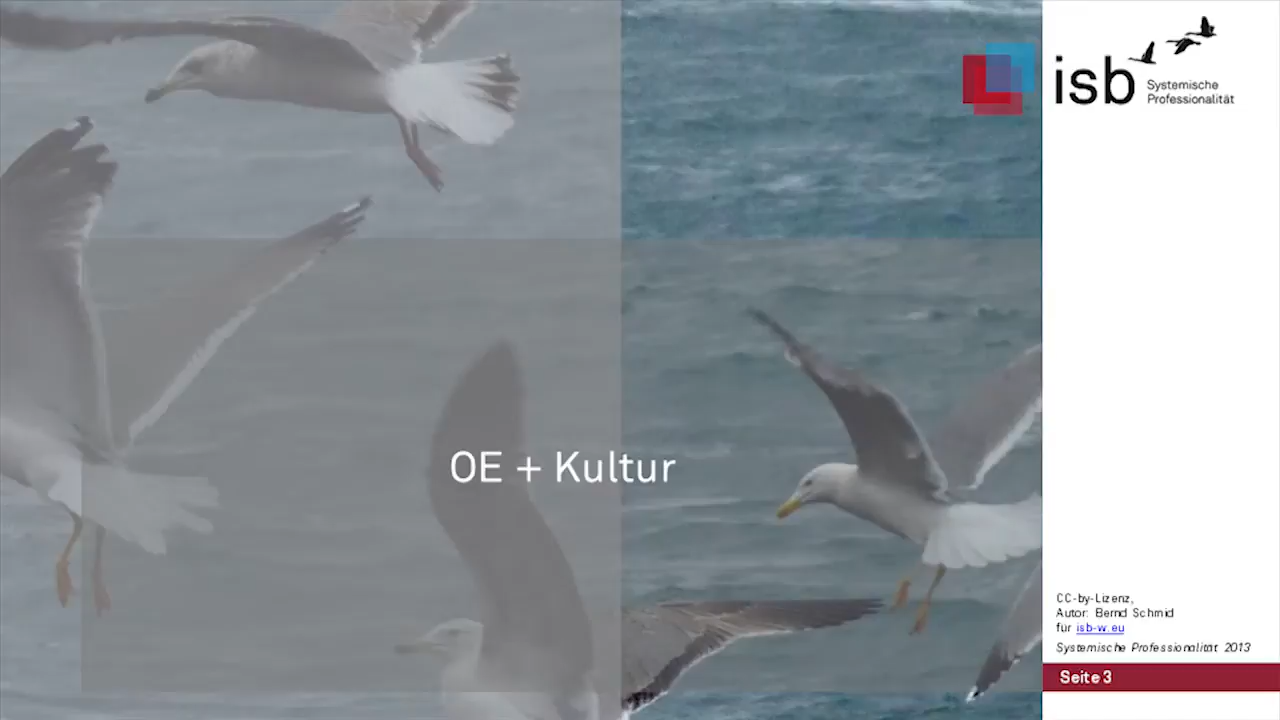 isb
Systemische
Professionalität
OE + Kultur
CC-by-Lizenz,
Autor: Bernd Schmid
für isb-w.eu
Systemische Professionalität 2013
Seite 3